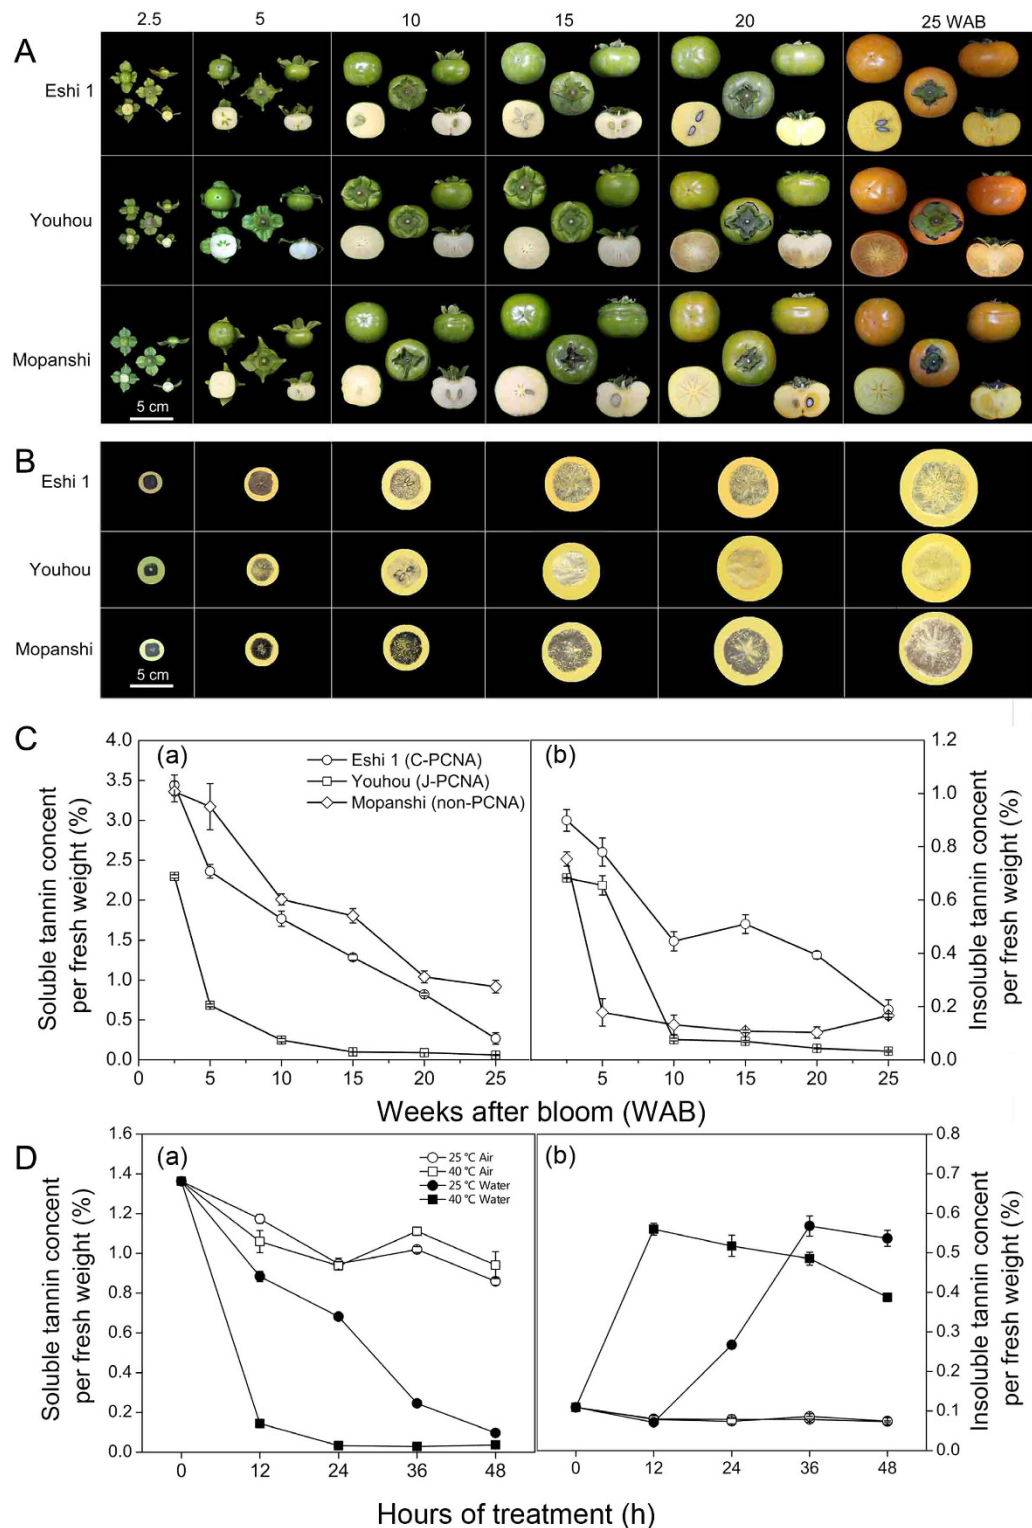 2.5 5 10 15 20 25 WAB
A
Eshi 1
Youhou
Mopanshi
5 cm
B
Eshi 1
Youhou
Mopanshi
5 cm
C
(a)
Eshi 1 (C-PCNA)
Youhou (J-PCNA)
Mopanshi (non-PCNA)
Soluble tannin concent
per fresh weight (%)
4.0
3.5
3.0
2.5
2.0
1.5
1.0
0.5
0.0
0 5 10 15 20 25
(b)
1.2
1.0
0.8
0.6
0.4
0.2
0.0
5 10 15 20 25
Insoluble tannin concent
per fresh weight (%)
Weeks after bloom (WAB)
D
(a)
25 °C Air
40 °C Air
25 °C Water
40 °C Water
Soluble tannin concent
per fresh weight (%)
1.6
1.4
1.2
1.0
0.8
0.6
0.4
0.2
0.0
0 12 24 36 48
(b)
0.8
0.7
0.6
0.5
0.4
0.3
0.2
0.1
0.0
0 12 24 36 48
Insoluble tannin concent
per fresh weight (%)
Hours of treatment (h)